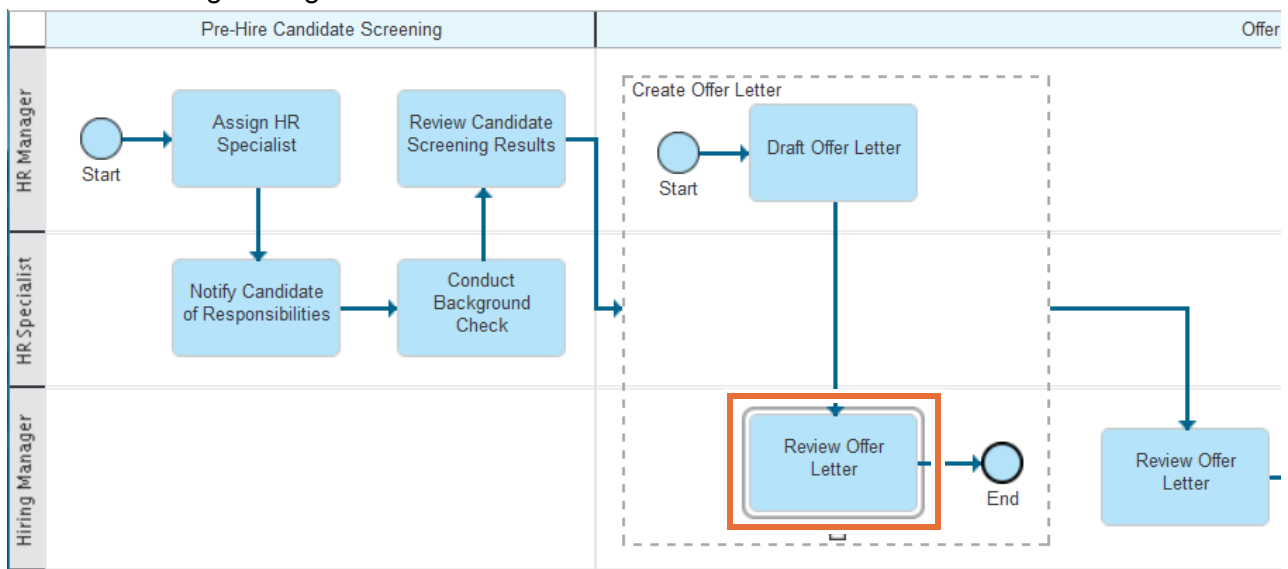 Pre-Hire Candidate Screening
Offer
HR Manager
Start
Assign HR
Specialist
Review Candidate
Screening Results
Create Offer Letter
Start
Draft Offer Letter
HR Specialist
Notify Candidate
of Responsibilities
Conduct
Background
Check
Hiring Manager
Review Offer
Letter
End
Review Offer
Letter